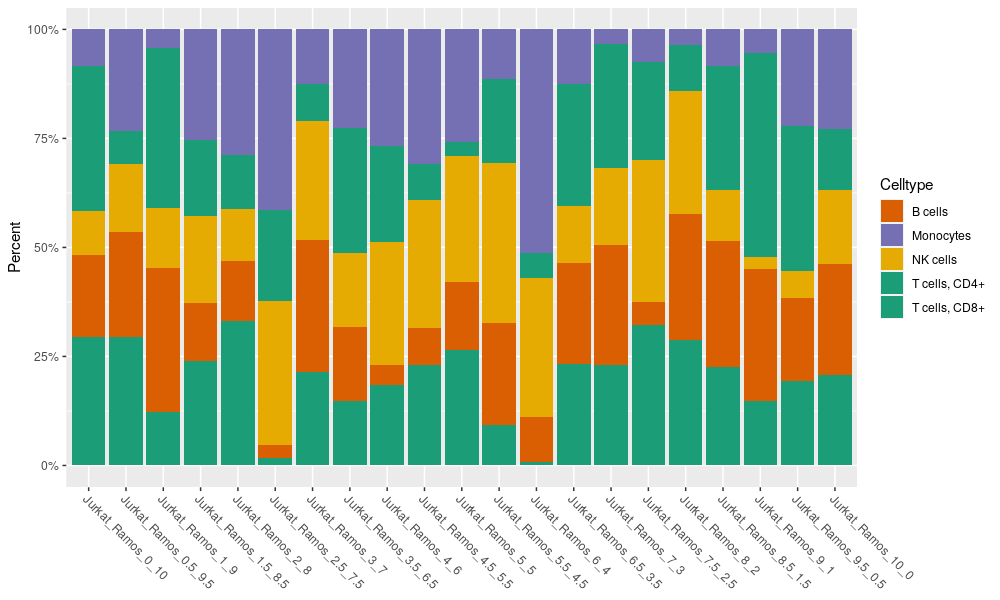 100%
75%
50%
25%
0%
Percent
Jurkat_Ramos_0_10
Jurkat_Ramos_0.5_9.5
Jurkat_Ramos_1_9
Jurkat_Ramos_1.5_8.5
Jurkat_Ramos_2_8
Jurkat_Ramos_2.5_7.5
Jurkat_Ramos_3_7
Jurkat_Ramos_3.5_6.5
Jurkat_Ramos_4_6
Jurkat_Ramos_4.5_5.5
Jurkat_Ramos_5_5
Jurkat_Ramos_5.5_4.5
Jurkat_Ramos_6_4
Jurkat_Ramos_6.5_3.5
Jurkat_Ramos_7_3
Jurkat_Ramos_7.5_2.5
Jurkat_Ramos_8_2
Jurkat_Ramos_8.5_1.5
Jurkat_Ramos_9_1
Jurkat_Ramos_9.5_0.5
Jurkat_Ramos_10_0
Celltype
B cells
Monocytes
NK cells
T cells, CD4+
T cells, CD8+